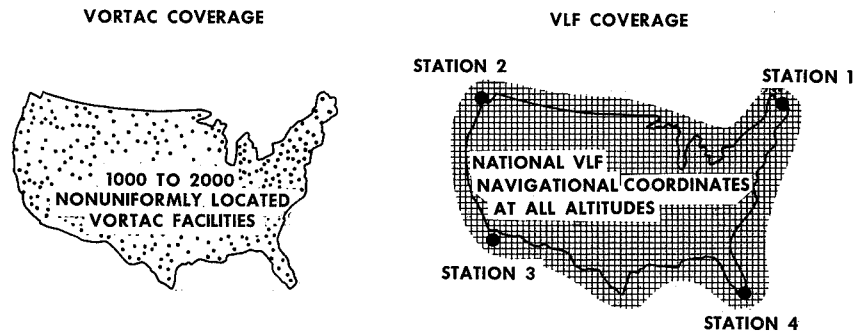 VORTAC COVERAGE
1000 TO 2000
NONUNIFORMLY LOCATED
VORTAC FACILITIES
VLF COVERAGE
STATION 2
STATION 1
NATIONAL VLF
NAVIGATIONAL COORDINATES
AT ALL ALTITUDES
STATION 3
STATION 4